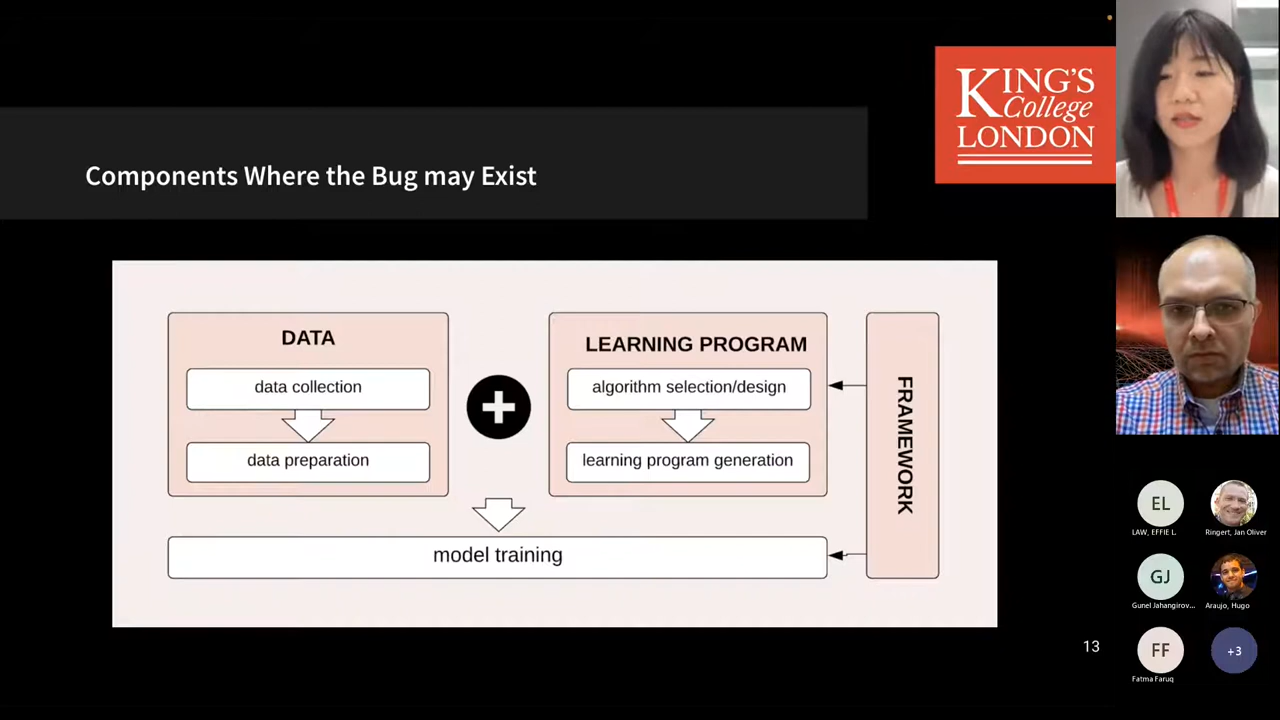 KING'S
College
LONDON
Components Where the Bug may Exist
DATA
data collection
data preparation
LEARNING PROGRAM
algorithm selection/design
learning program generation
FRAMEWORK
model training
13
EL
LAW, EFFIE L.
Ringert, Jan Oliver
GJ
Gunel Jahangirov...
Araujo, Hugo
FF
Fatma Faruq
+3